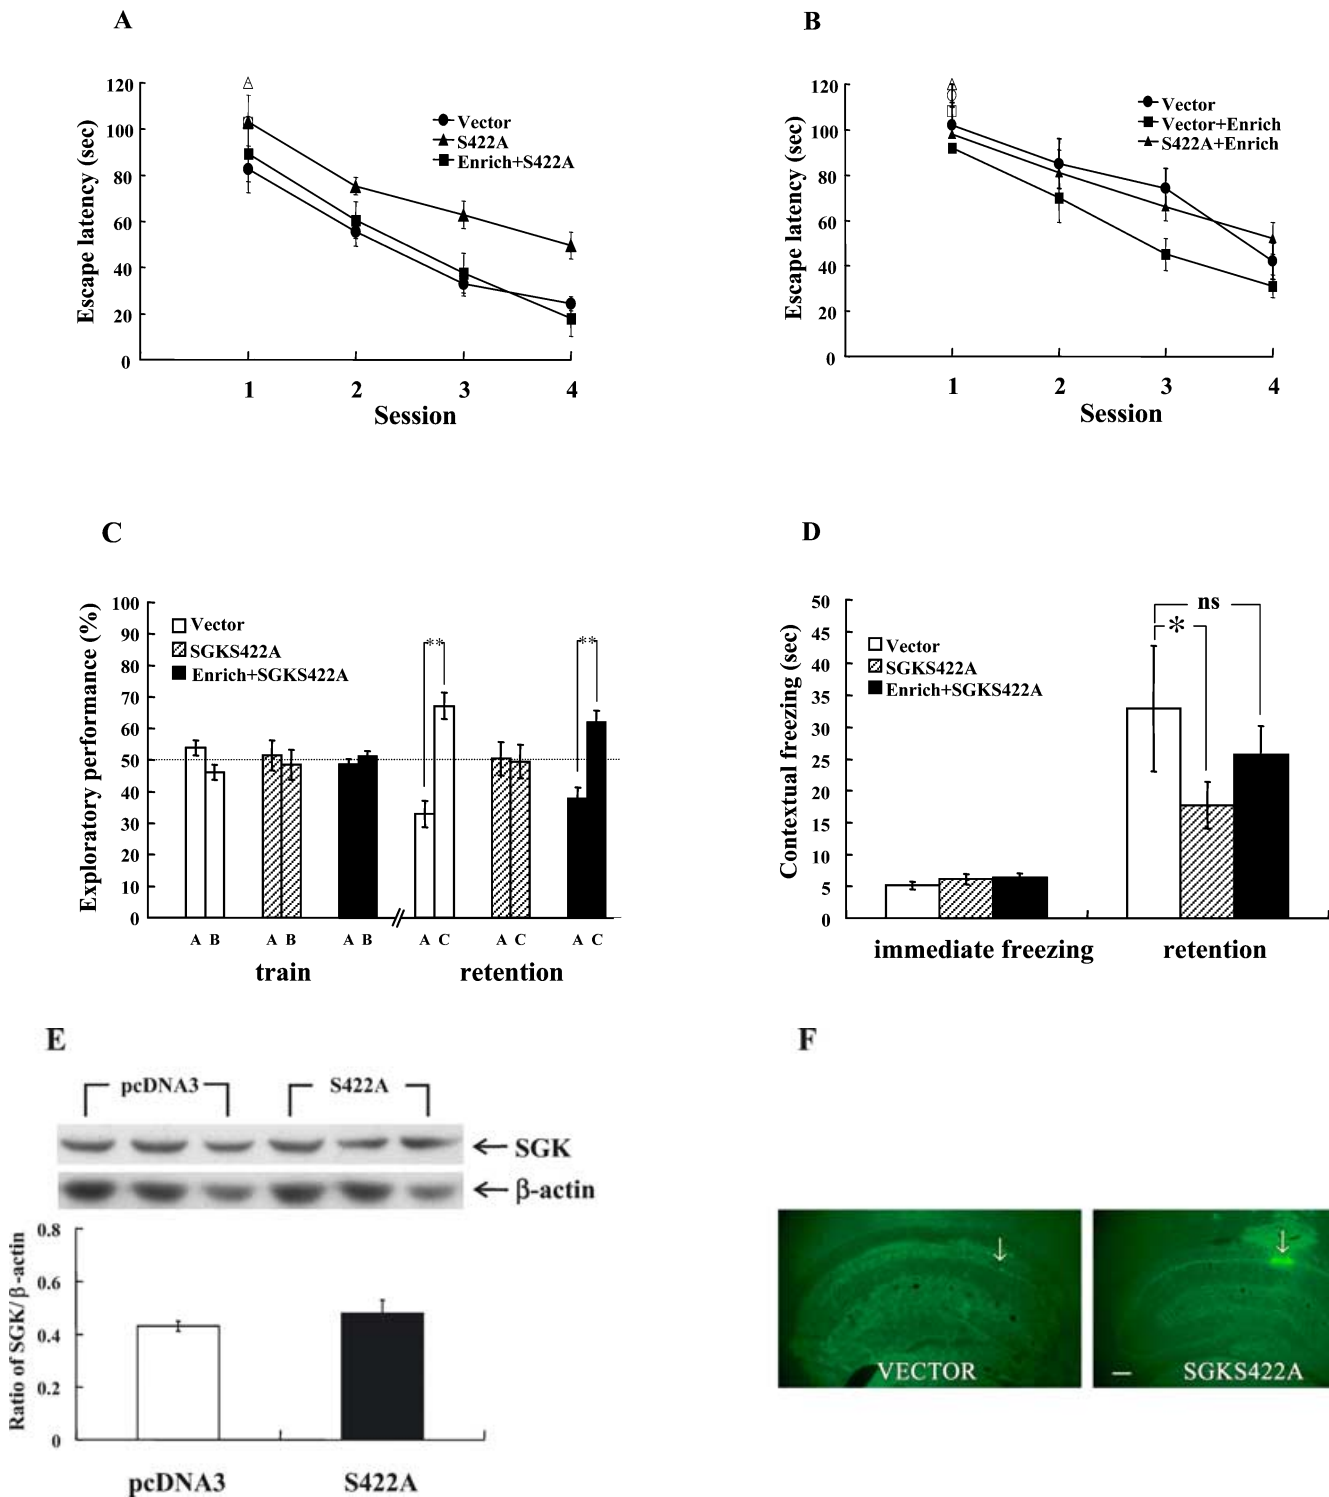 A
Escape latency (sec)
120
100
80
60
40
20
0
Vector
S422A
Enrich+S422A
1 2 3 4
Session
B
Escape latency (sec)
120
100
80
60
40
20
0
Vector
Vector+Enrich
S422A+Enrich
1 2 3 4
Session
C
Exploratory performance (%)
100
90
80
70
60
50
40
30
20
10
0
Vector
SGKS422A
Enrich+SGKS422A
** **
A B A B A B A C A C A C
train retention
D
Contextual freezing (sec)
50
45
40
35
30
25
20
15
10
5
0
Vector
SGKS422A
Enrich+SGKS422A
ns
*
immediate freezing retention
E
pcDNA3 S422A
SGK
β-actin
Ratio of SGK/β-actin
0.8
0.6
0.4
0.2
0
pcDNA3 S422A
F
VECTOR SGKS422A